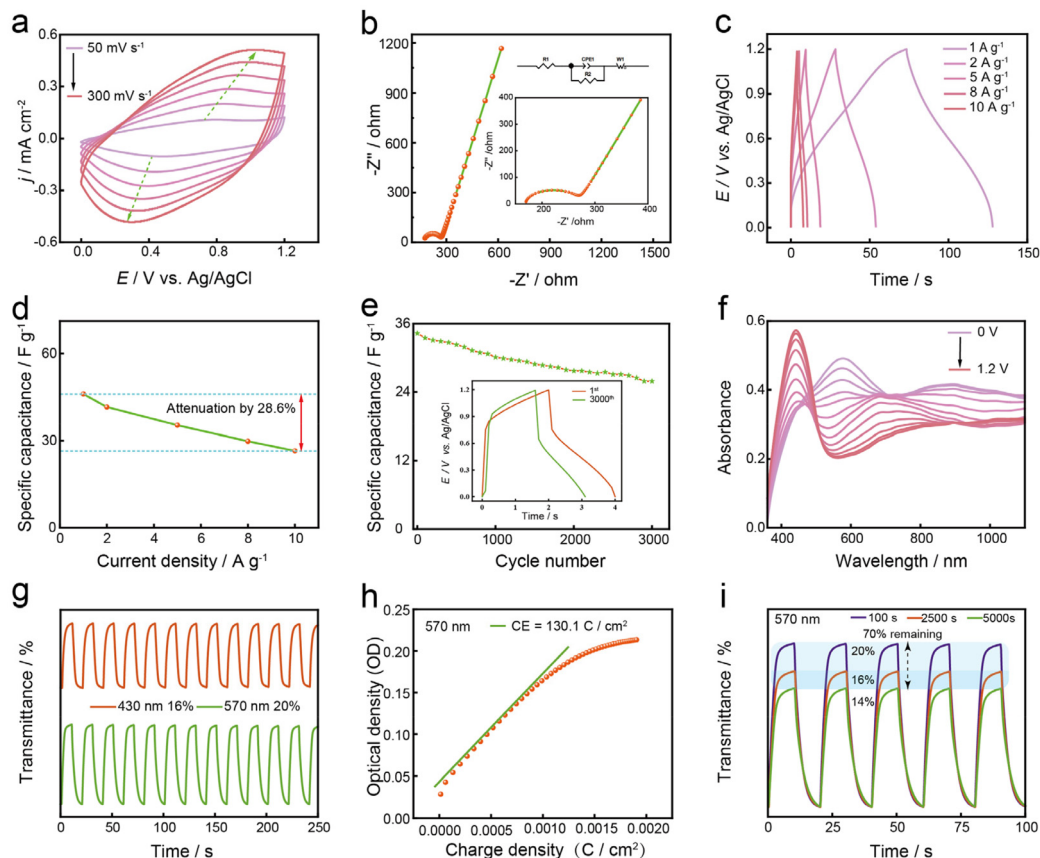 a
50 mV s⁻¹
300 mV s⁻¹
0.6
0.3
0.0
-0.3
-0.6
0.0 0.4 0.8 1.2
j / mA cm⁻²
E / V vs. Ag/AgCl
b
1200
900
600
300
0
300 600 900 1200 1500
-Z'' / ohm
-Z' / ohm
R1 CPE1 W1
R2
400
300
200
100
0
200 300 400
-Z'' / ohm
-Z' /ohm
c
1 A g⁻¹
2 A g⁻¹
5 A g⁻¹
8 A g⁻¹
10 A g⁻¹
1.2
0.9
0.6
0.3
0.0
0 50 100 150
E / V vs. Ag/AgCl
Time / s
d
60
30
0
0 2 4 6 8 10
Attenuation by 28.6%
Specific capacitance / F g⁻¹
Current density / A g⁻¹
e
36
24
12
0
0 1000 2000 3000
Specific capacitance / F g⁻¹
Cycle number
1st
3000th
1.2
0.9
0.6
0.3
0.0
0 1 2 3 4
E / V vs. Ag/AgCl
Time / s
f
0 V
1.2 V
0.6
0.4
0.2
0.0
400 600 800 1000
Absorbance
Wavelength / nm
g
430 nm 16% 570 nm 20%
0 50 100 150 200 250
Transmittance / %
Time / s
h
570 nm CE = 130.1 C / cm²
0.25
0.20
0.15
0.10
0.05
0.00
0.0000 0.0005 0.0010 0.0015 0.0020
Optical density (OD)
Charge density （C / cm²）
i
570 nm 100 s 2500 s 5000s
70% remaining
20%
16%
14%
0 25 50 75 100
Transmittance / %
Time / s